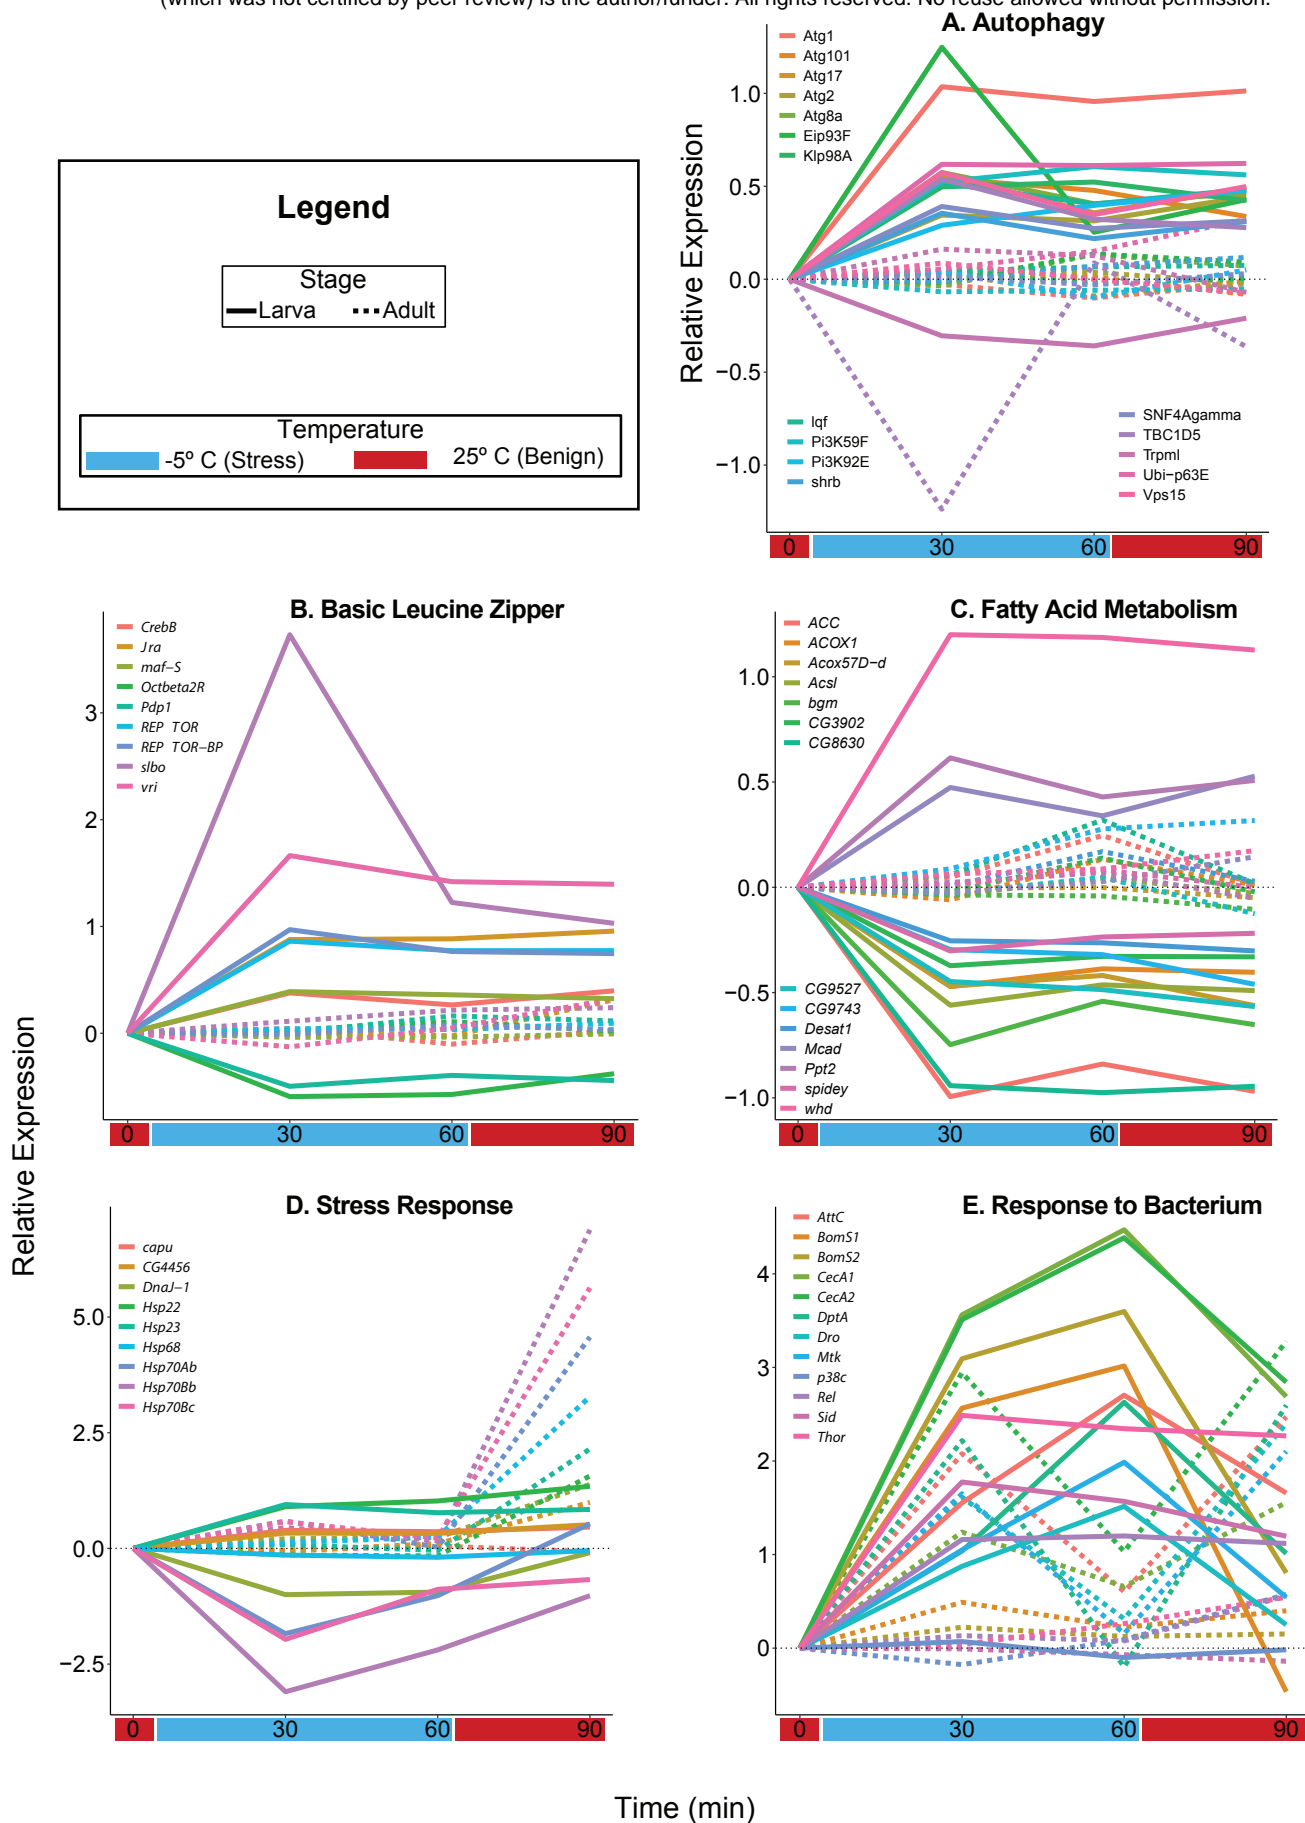 (which was not certified by peer review) is the author/funder. All rights reserved. No reuse allowed without permission.
A. Autophagy
Atg1
Atg101
Atg17
Atg2
Atg8a
Eip93F
Klp98A
1.0
0.5
0.0
−0.5
−1.0
Relative Expression
lqf
Pi3K59F
Pi3K92E
shrb
SNF4Agamma
TBC1D5
Trpml
Ubi−p63E
Vps15
0 30 60 90
Legend
Stage
Larva Adult
Temperature
-5º C (Stress) 25º C (Benign)
B. Basic Leucine Zipper
CrebB
Jra
maf−S
Octbeta2R
Pdp1
REP TOR
REP TOR−BP
slbo
vri
3
2
1
0
0 30 60 90
C. Fatty Acid Metabolism
ACC
ACOX1
Acox57D−d
Acsl
bgm
CG3902
CG8630
1.0
0.5
0.0
−0.5
−1.0
CG9527
CG9743
Desat1
Mcad
Ppt2
spidey
whd
0 30 60 90
Relative Expression
D. Stress Response
capu
CG4456
DnaJ−1
Hsp22
Hsp23
Hsp68
Hsp70Ab
Hsp70Bb
Hsp70Bc
5.0
2.5
0.0
−2.5
0 30 60 90
E. Response to Bacterium
AttC
BomS1
BomS2
CecA1
CecA2
DptA
Dro
Mtk
p38c
Rel
Sid
Thor
4
3
2
1
0
0 30 60 90
Time (min)